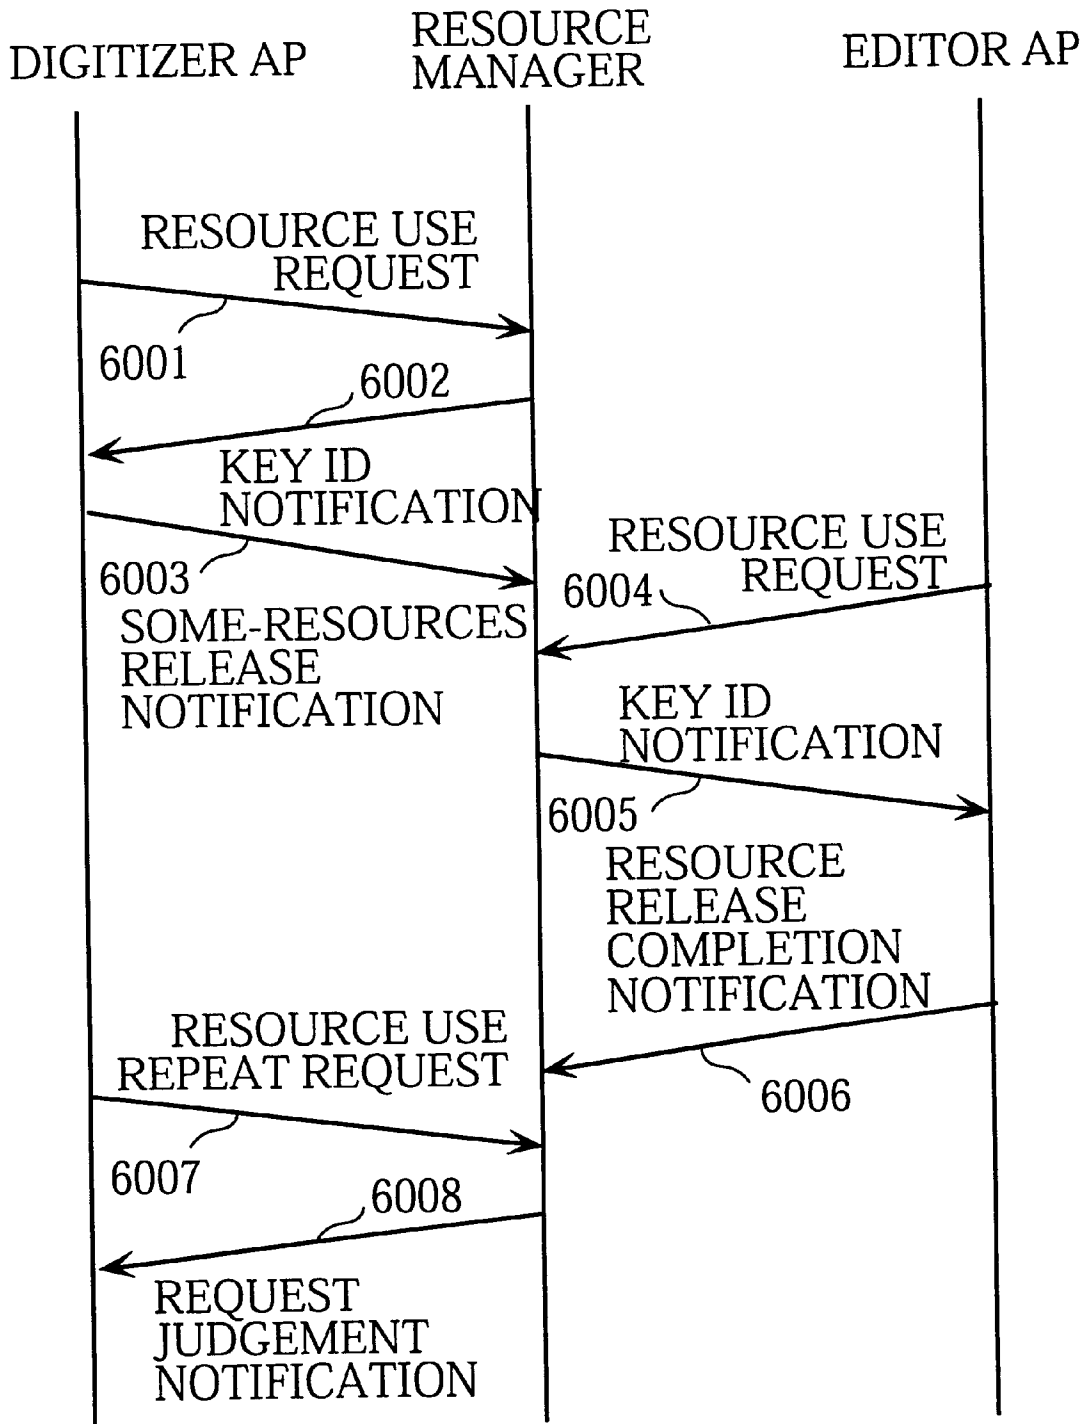 DIGITIZER AP
RESOURCE
MANAGER
EDITOR AP
RESOURCE USE
REQUEST
6001
6002
KEY ID
NOTIFICATION
6003
SOME-RESOURCES
RELEASE
NOTIFICATION
RESOURCE USE
REQUEST
6004
KEY ID
NOTIFICATION
6005
RESOURCE
RELEASE
COMPLETION
NOTIFICATION
6006
RESOURCE USE
REPEAT REQUEST
6007
6008
REQUEST
JUDGEMENT
NOTIFICATION